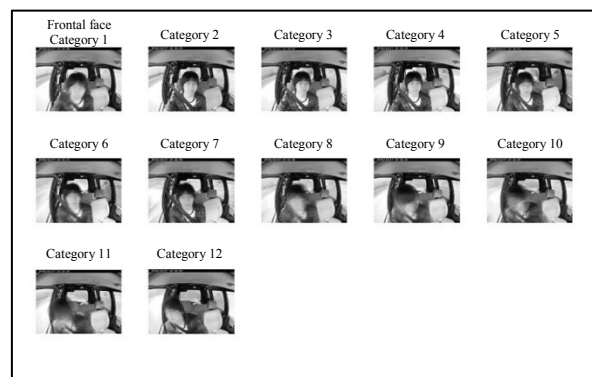 Frontal face
Category 1
Category 2
Category 3
Category 4
Category 5
Category 6
Category 7
Category 8
Category 9
Category 10
Category 11
Category 12